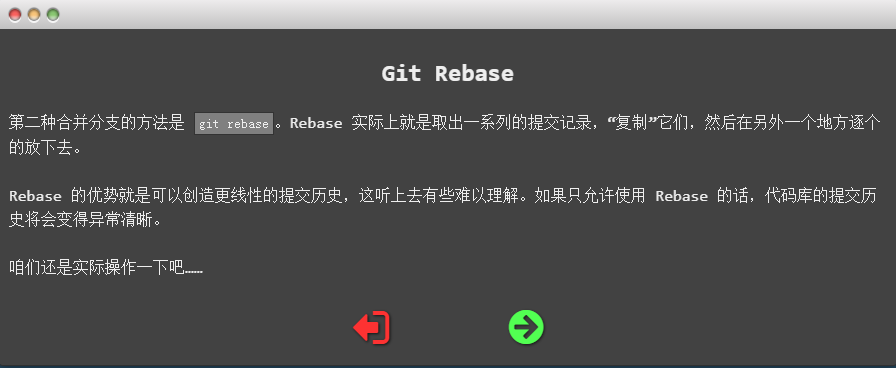 Git Rebase
第二种合并分支的方法是 git rebase。Rebase 实际上就是取出一系列的提交记录，“复制”它们，然后在另外一个地方逐个
的放下去。
Rebase 的优势就是可以创造更线性的提交历史，这听上去有些难以理解。如果只允许使用 Rebase 的话，代码库的提交历
史将会变得异常清晰。
咱们还是实际操作一下吧……